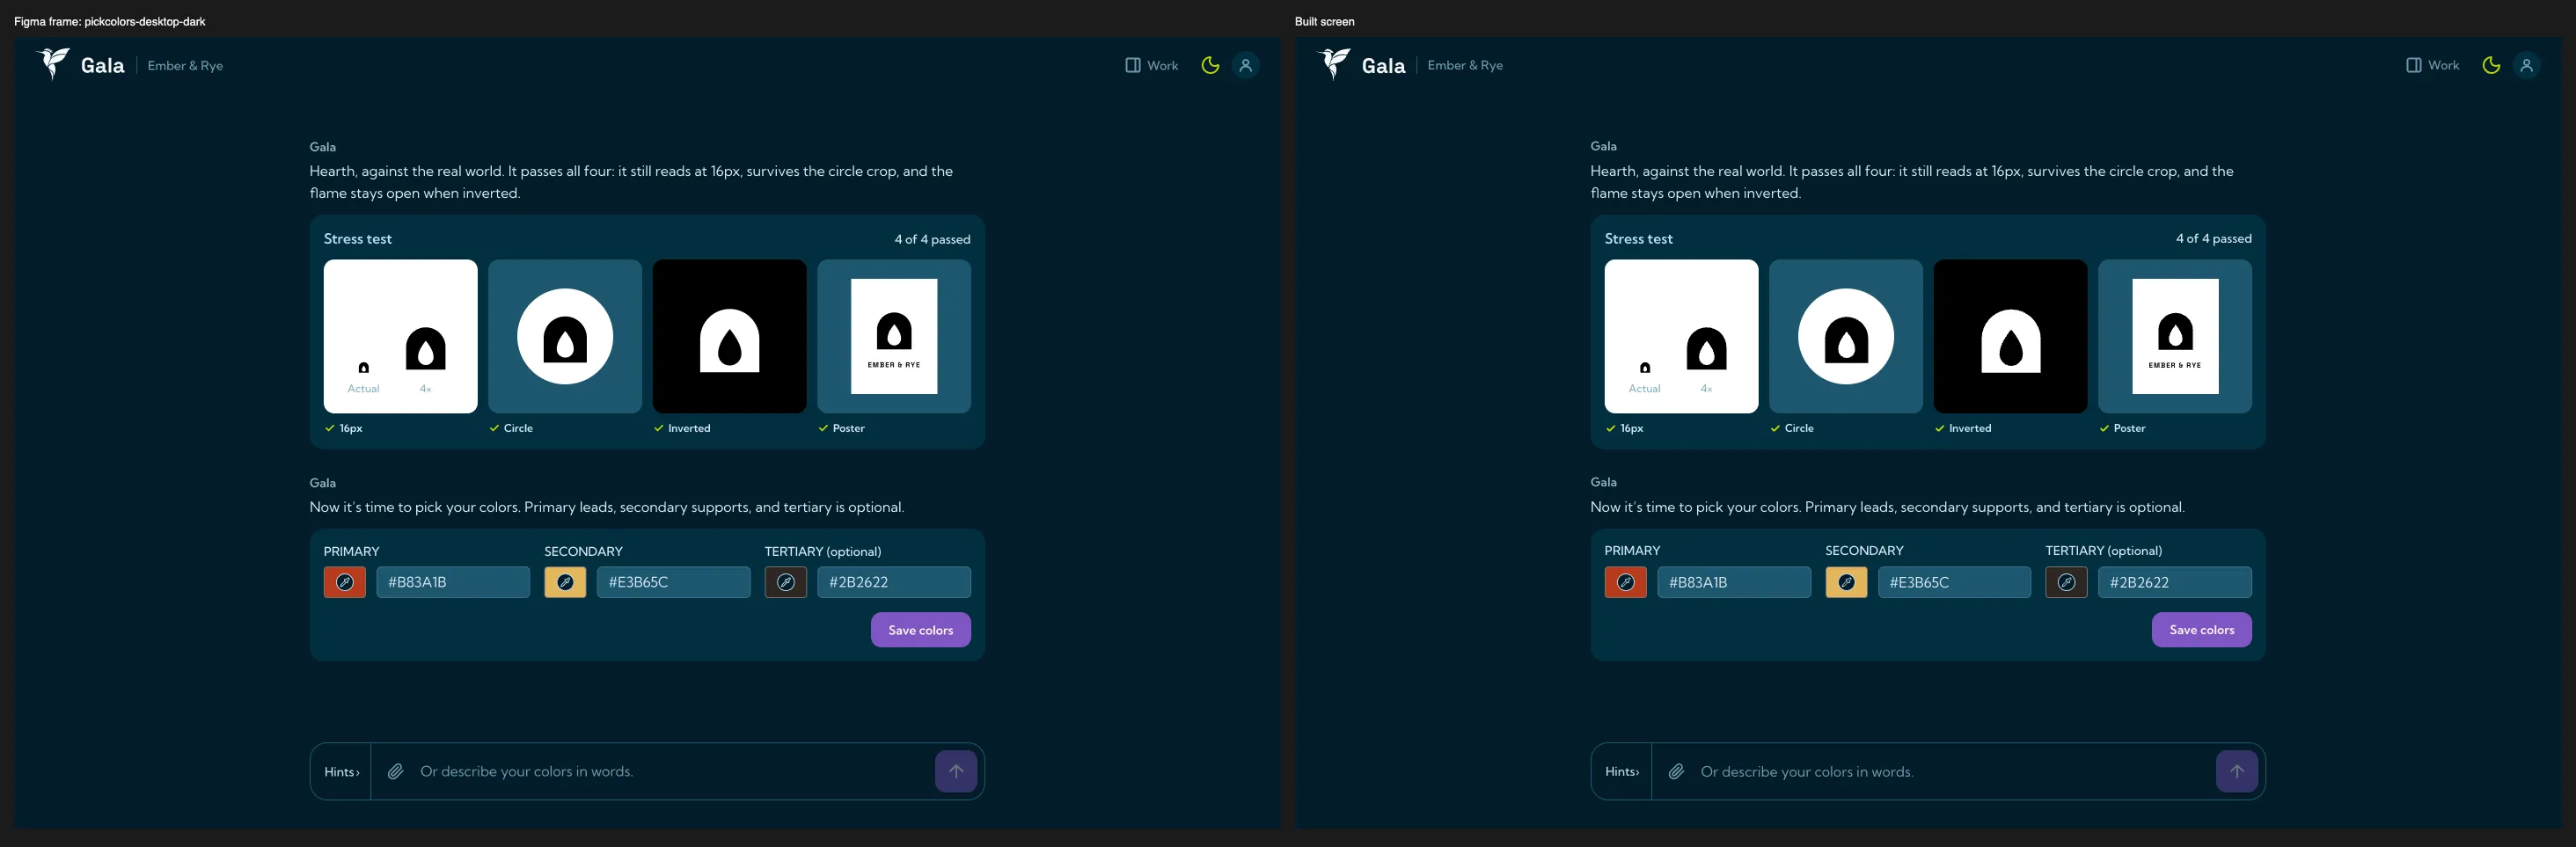 Figma frame: pickcolors-desktop-dark
Gala
Ember & Rye
Work
Gala
Hearth, against the real world. It passes all four: it still reads at 16px, survives the circle crop, and the
flame stays open when inverted.
Stress test
4 of 4 passed
Actual
4×
EMBER & RYE
16px
Circle
Inverted
Poster
Gala
Now it's time to pick your colors. Primary leads, secondary supports, and tertiary is optional.
PRIMARY
SECONDARY
TERTIARY (optional)
#B83A1B
#E3B65C
#2B2622
Save colors
Hints›
Or describe your colors in words.
Built screen
Gala
Ember & Rye
Work
Gala
Hearth, against the real world. It passes all four: it still reads at 16px, survives the circle crop, and the
flame stays open when inverted.
Stress test
4 of 4 passed
Actual
4×
EMBER & RYE
16px
Circle
Inverted
Poster
Gala
Now it's time to pick your colors. Primary leads, secondary supports, and tertiary is optional.
PRIMARY
SECONDARY
TERTIARY (optional)
#B83A1B
#E3B65C
#2B2622
Save colors
Hints›
Or describe your colors in words.